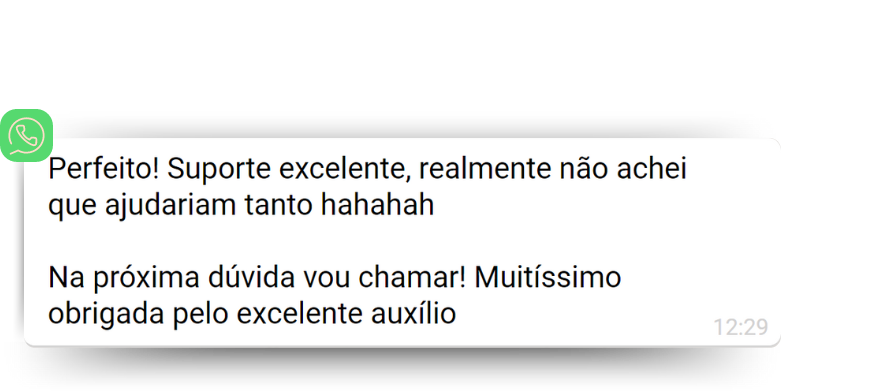 Perfeito! Suporte excelente, realmente não achei
que ajudariam tanto hahahah
Na próxima dúvida vou chamar! Muitíssimo
obrigada pelo excelente auxílio
12:29